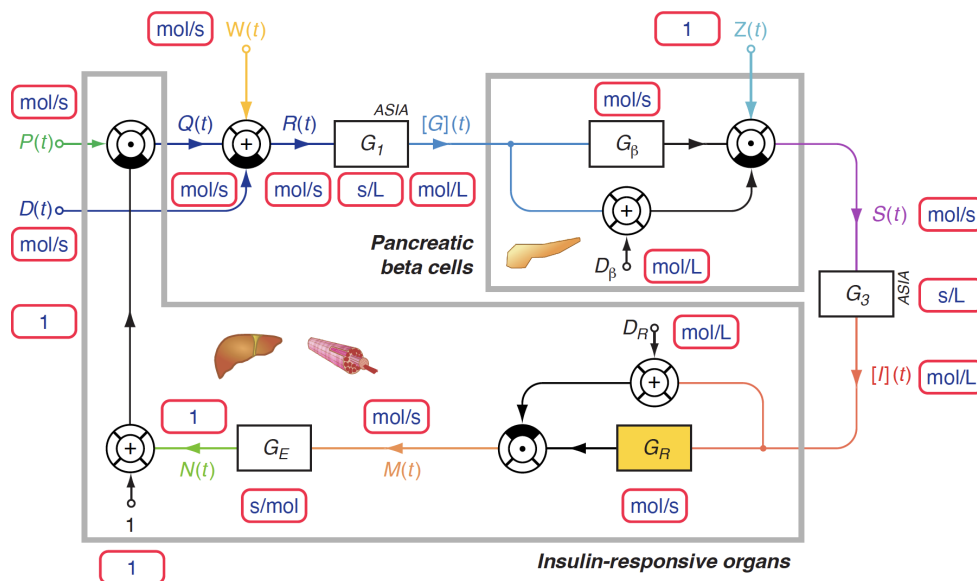 mol/s W(t)
1 Z(t)
mol/s
P(t)
Q(t)
R(t)
ASIA
G1
[G](t)
mol/s
Gβ
mol/s
mol/s
s/L
mol/L
D(t)
mol/s
S(t) mol/s
Pancreatic
beta cells
Dβ
mol/L
G3
ASIA
s/L
1
DR
mol/L
[I](t) mol/L
1
mol/s
GE
GR
N(t)
M(t)
s/mol
mol/s
1
1
Insulin-responsive organs
+
+
+
+
·
·
·